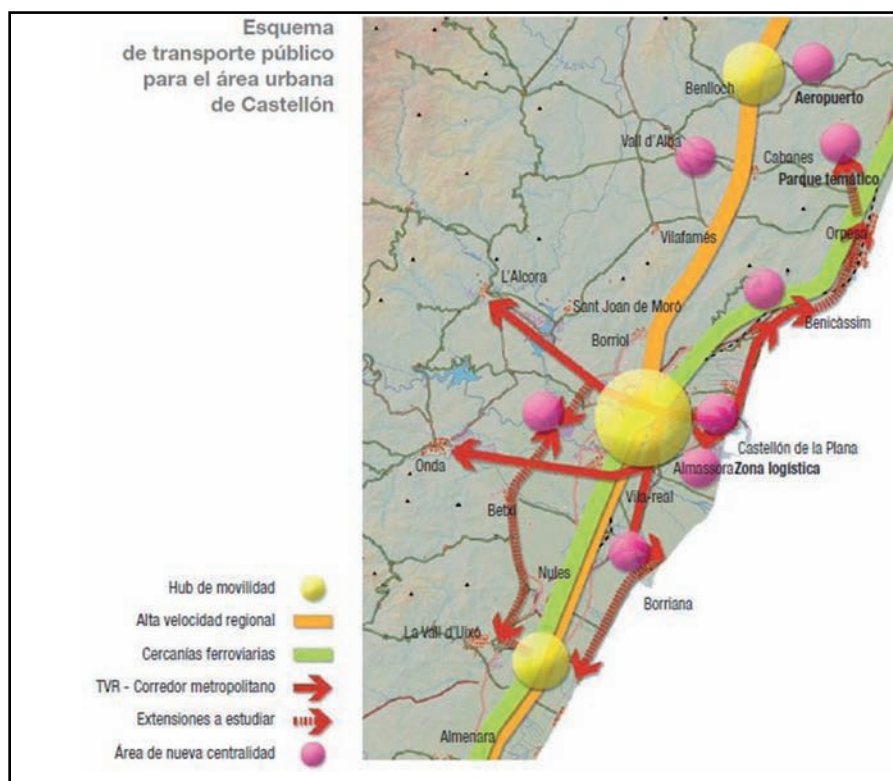 Esquema
de transporte público
para el área urbana
de Castellón
Benlloch
Aeropuerto
Vall d'Alba
Cabanes
Parque temático
Vilafamés
Orpesa
L'Alcora
Sant Joan de Moró
Benicàssim
Borriol
Castellón de la Plana
Onda
Almassora Zona logística
Vila-real
Betxí
Nules
Borriana
La Vall d'Uixó
Almenara
Hub de movilidad
Alta velocidad regional
Cercanías ferroviarias
TVR - Corredor metropolitano
Extensiones a estudiar
Área de nueva centralidad